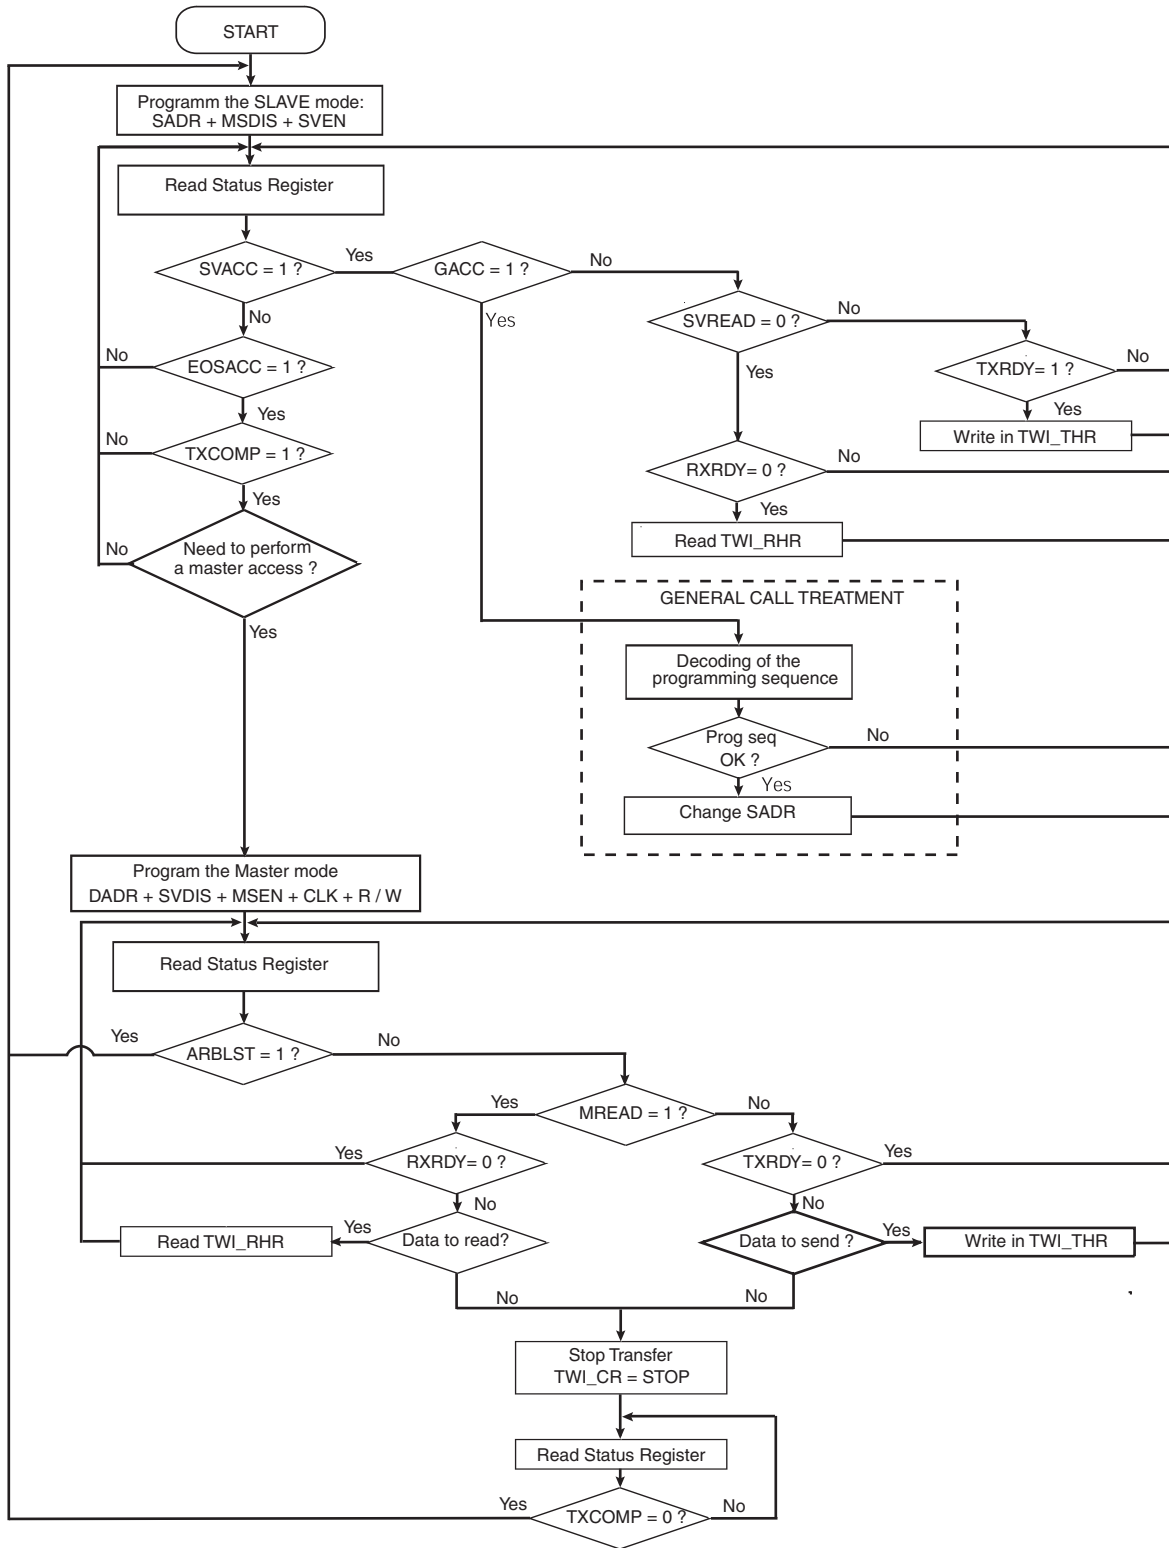 START
Programm the SLAVE mode:
SADR + MSDIS + SVEN
Read Status Register
SVACC = 1 ?
Yes
GACC = 1 ?
No
SVREAD = 0 ?
No
No
Yes
TXRDY= 1 ?
No
No
EOSACC = 1 ?
Yes
Yes
Yes
Write in TWI_THR
No
TXCOMP = 1 ?
RXRDY= 0 ?
No
Yes
Yes
Read TWI_RHR
No
Need to perform
a master access ?
Yes
GENERAL CALL TREATMENT
Decoding of the
programming sequence
Prog seq
OK ?
No
Yes
Change SADR
Program the Master mode
DADR + SVDIS + MSEN + CLK + R / W
Read Status Register
Yes
ARBLST = 1 ?
No
Yes
MREAD = 1 ?
No
Yes
RXRDY= 0 ?
TXRDY= 0 ?
Yes
No
No
Read TWI_RHR
Yes
Data to read?
Data to send ?
Yes
Write in TWI_THR
No
No
Stop Transfer
TWI_CR = STOP
Read Status Register
Yes
TXCOMP = 0 ?
No